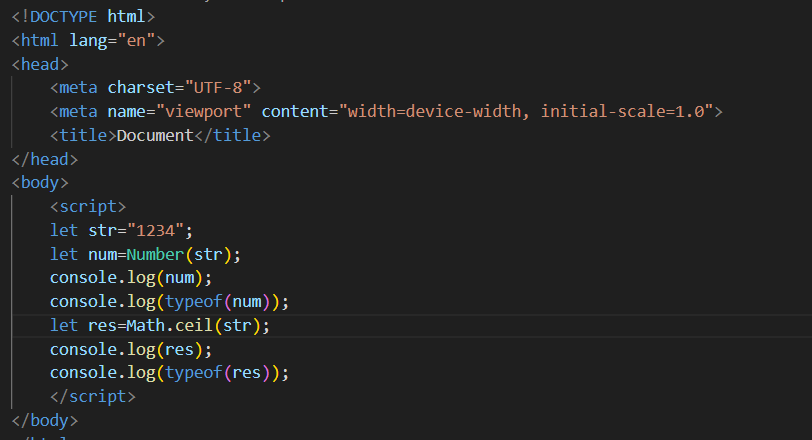 <!DOCTYPE html>
<html lang="en">
<head>
    <meta charset="UTF-8">
    <meta name="viewport" content="width=device-width, initial-scale=1.0">
    <title>Document</title>
</head>
<body>
    <script>
    let str="1234";
    let num=Number(str);
    console.log(num);
    console.log(typeof(num));
    let res=Math.ceil(str);
    console.log(res);
    console.log(typeof(res));
    </script>
</body>